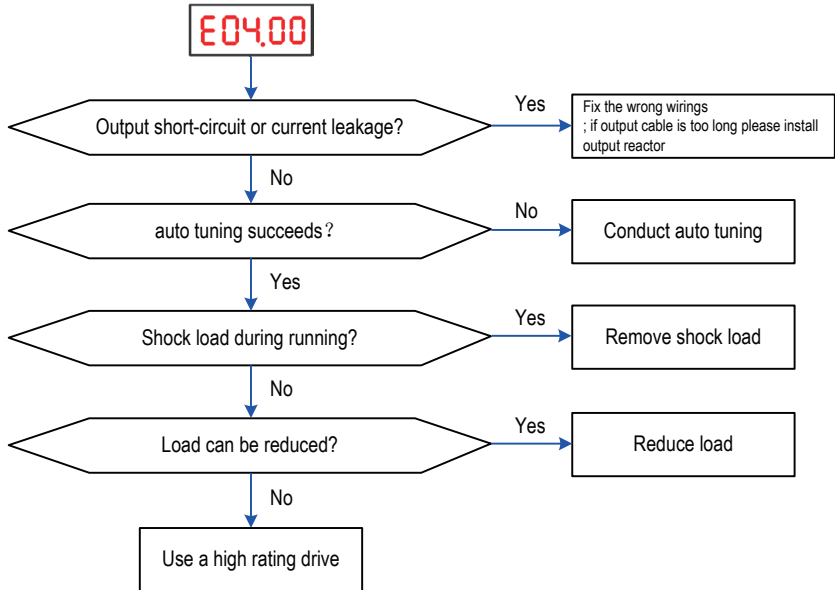 E04.00
Output short-circuit or current leakage?
Yes
Fix the wrong wirings
; if output cable is too long please install
output reactor
No
auto tuning succeeds？
No
Conduct auto tuning
Yes
Shock load during running?
Yes
Remove shock load
No
Load can be reduced?
Yes
Reduce load
No
Use a high rating drive